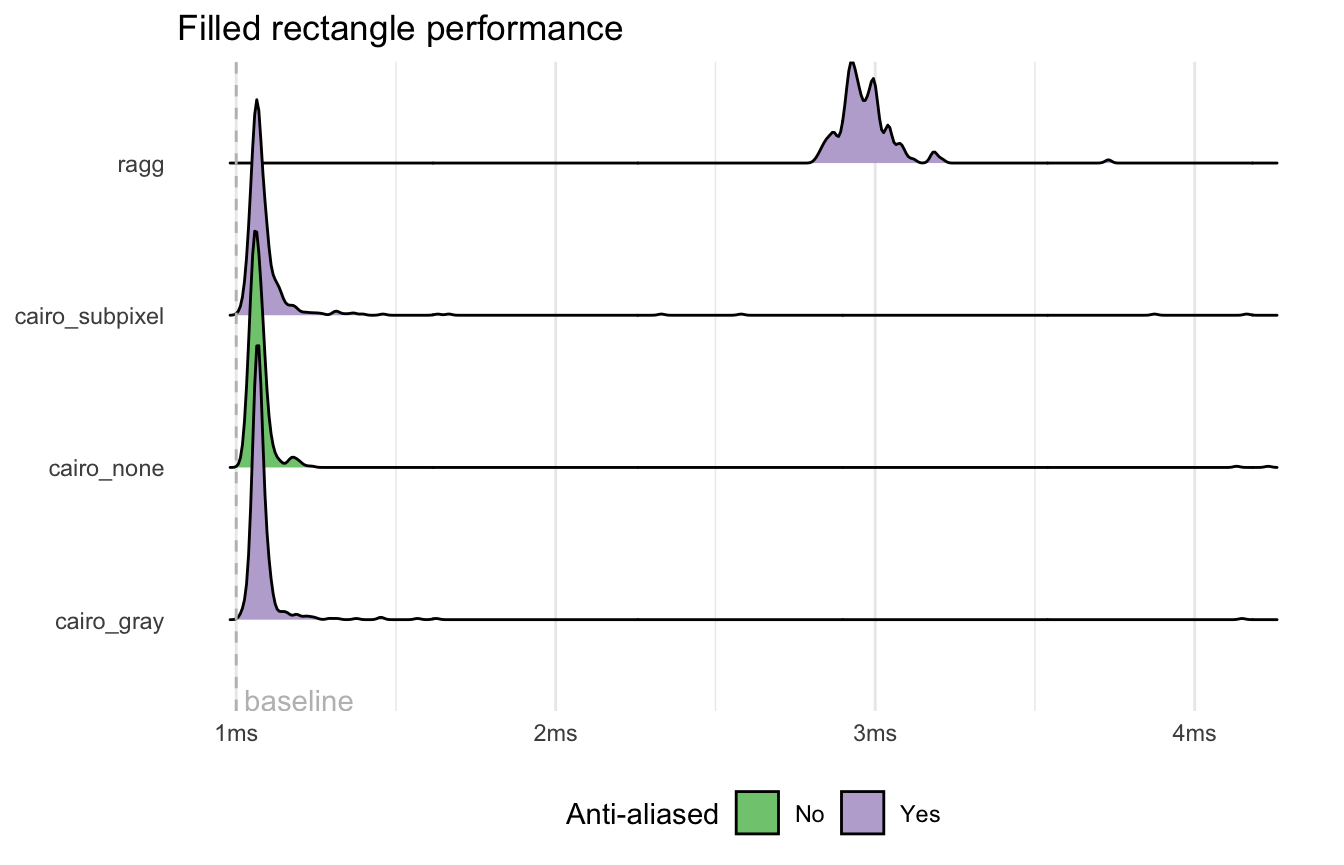 Filled rectangle performance
ragg
cairo_subpixel
cairo_none
cairo_gray
baseline
1ms 2ms 3ms 4ms
Anti-aliased No Yes